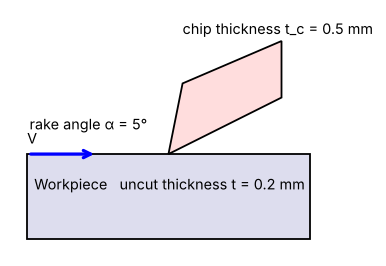 chip thickness t_c = 0.5 mm
rake angle α = 5°
V
Workpiece uncut thickness t = 0.2 mm